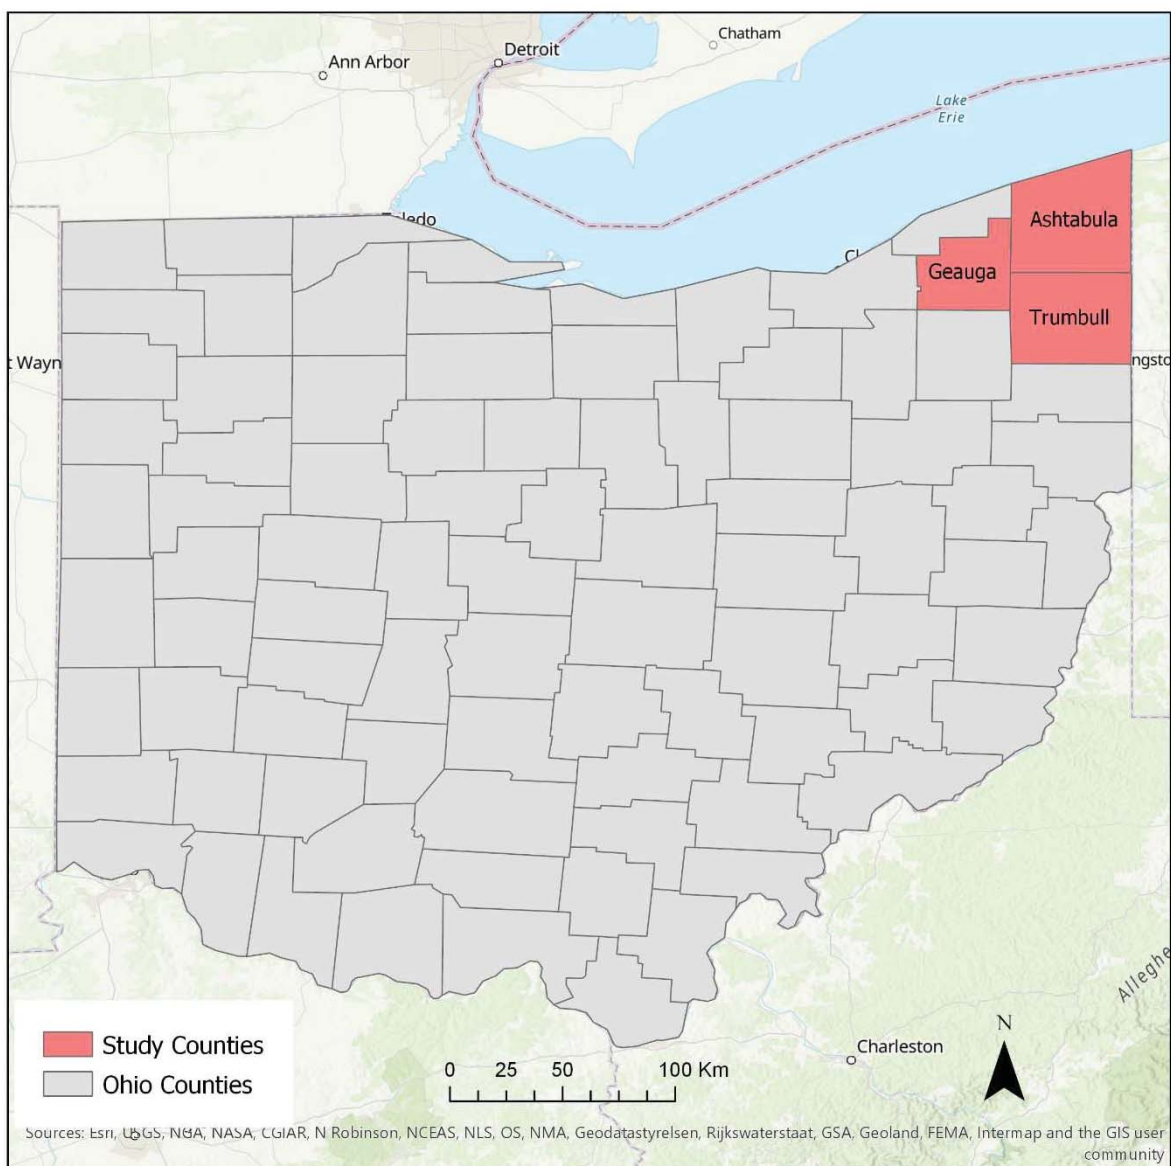 Chatham
Detroit
Ann Arbor
Lake
Erie
Toledo
Ashtabula
Geauga
Trumbull
t Wayn
ngsto
Alleghe
N
Study Counties
Ohio Counties
0 25 50 100 Km
Charleston
Sources: Esri, USGS, NGA, NASA, CGIAR, N Robinson, NCEAS, NLS, OS, NMA, Geodatastyrelsen, Rijkswaterstaat, GSA, Geoland, FEMA, Intermap and the GIS user
community